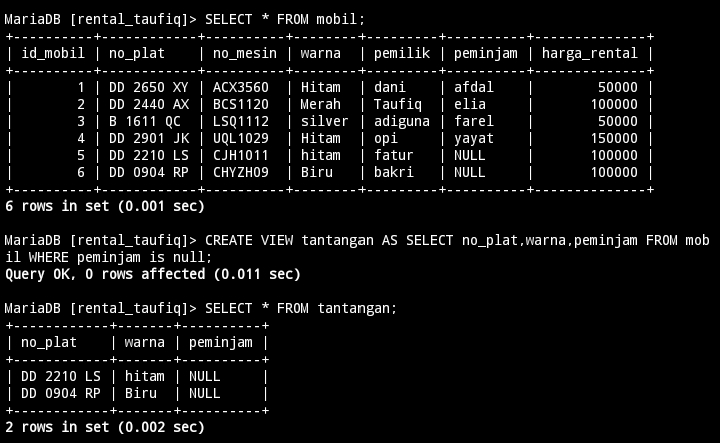 MariaDB [rental_taufiq]> SELECT * FROM mobil;
+----------+------------+----------+--------+---------+----------+--------------+
| id_mobil | no_plat    | no_mesin | warna  | pemilik | peminjam | harga_rental |
+----------+------------+----------+--------+---------+----------+--------------+
|        1 | DD 2650 XY | ACX3560  | Hitam  | dani    | afdal    |        50000 |
|        2 | DD 2440 AX | BCS1120  | Merah  | Taufiq  | elia     |       100000 |
|        3 | B 1611 QC  | LSQ1112  | silver | adiguna | farel    |        50000 |
|        4 | DD 2901 JK | UQL1029  | Hitam  | opi     | yayat    |       150000 |
|        5 | DD 2210 LS | CJH1011  | hitam  | fatur   | NULL     |       100000 |
|        6 | DD 0904 RP | CHYZH09  | Biru   | bakri   | NULL     |       100000 |
+----------+------------+----------+--------+---------+----------+--------------+
6 rows in set (0.001 sec)
MariaDB [rental_taufiq]> CREATE VIEW tantangan AS SELECT no_plat,warna,peminjam FROM mob
il WHERE peminjam is null;
Query OK, 0 rows affected (0.011 sec)
MariaDB [rental_taufiq]> SELECT * FROM tantangan;
+------------+-------+----------+
| no_plat    | warna | peminjam |
+------------+-------+----------+
| DD 2210 LS | hitam | NULL     |
| DD 0904 RP | Biru  | NULL     |
+------------+-------+----------+
2 rows in set (0.002 sec)